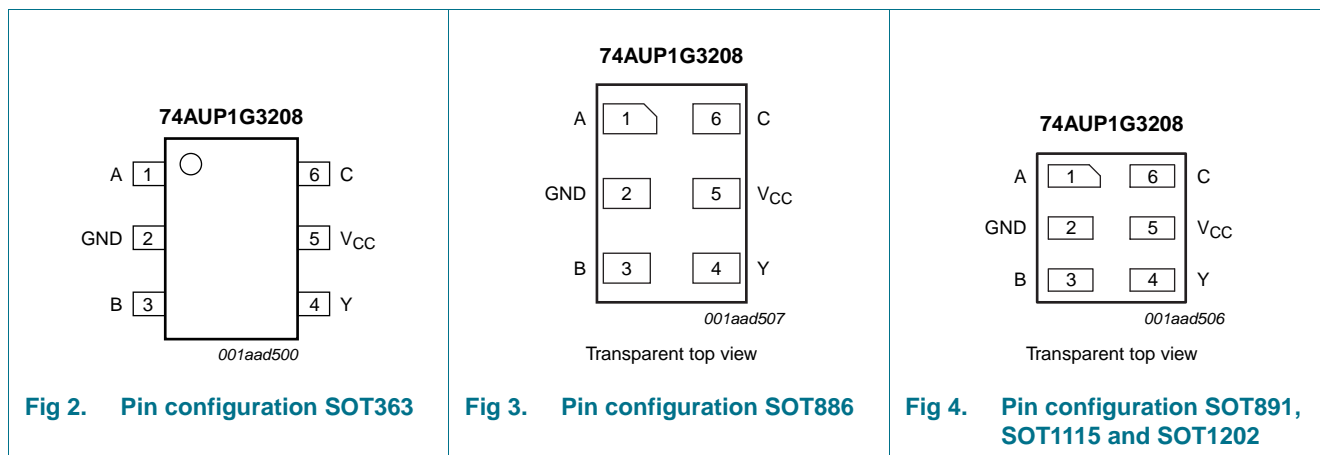 74AUP1G3208
A 1 6 C
GND 2 5 VCC
B 3 4 Y
001aad500
Fig 2. Pin configuration SOT363
74AUP1G3208
A 1 6 C
GND 2 5 VCC
B 3 4 Y
001aad507
Transparent top view
Fig 3. Pin configuration SOT886
74AUP1G3208
A 1 6 C
GND 2 5 VCC
B 3 4 Y
001aad506
Transparent top view
Fig 4. Pin configuration SOT891,
SOT1115 and SOT1202